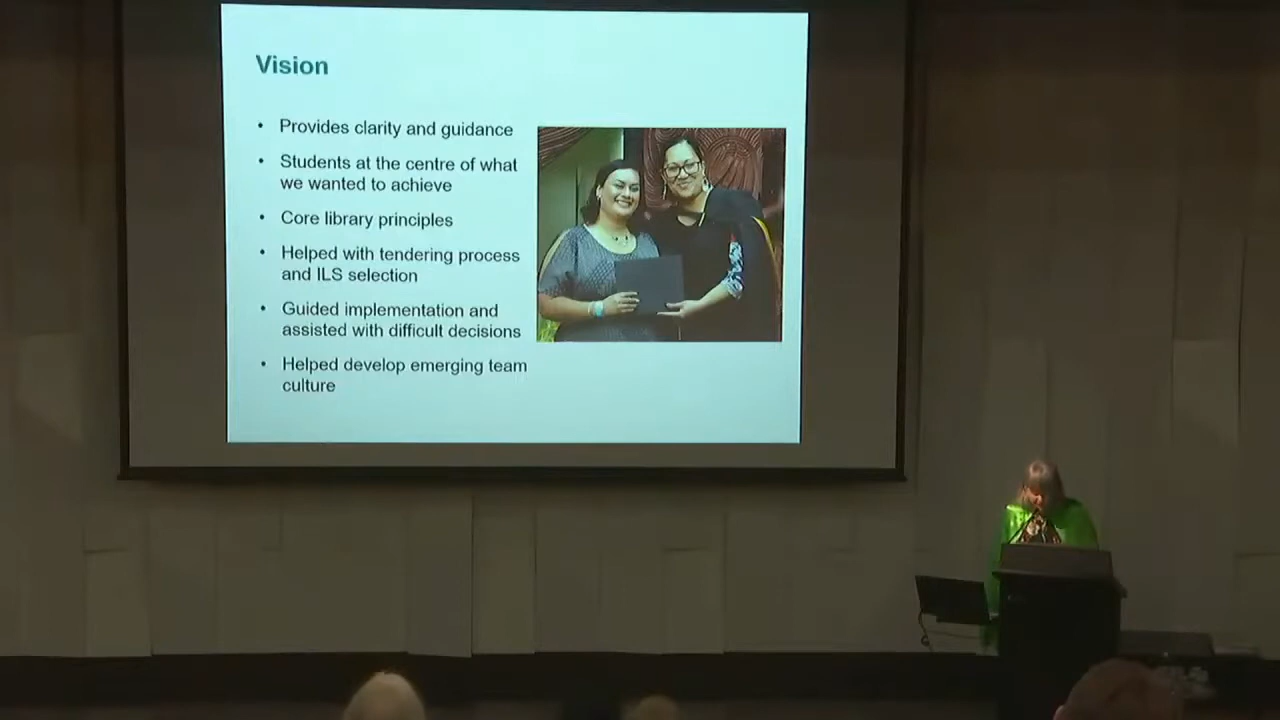 Vision
• Provides clarity and guidance
• Students at the centre of what
we wanted to achieve
• Core library principles
• Helped with tendering process
and ILS selection
• Guided implementation and
assisted with difficult decisions
• Helped develop emerging team
culture